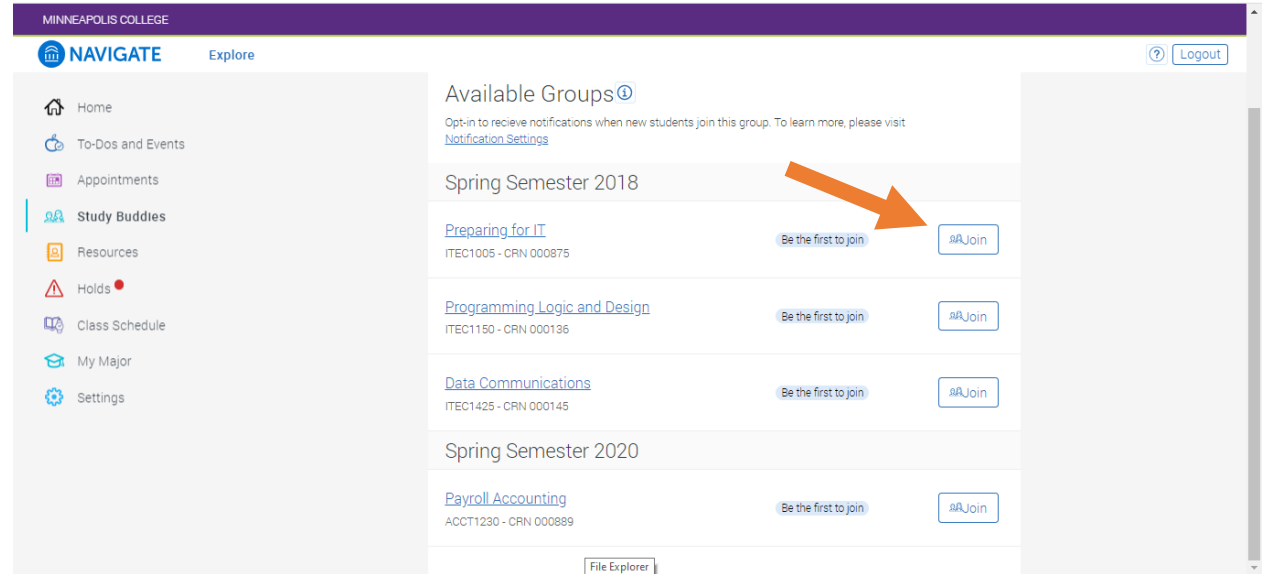 MINNEAPOLIS COLLEGE
NAVIGATE Explore ? Logout
Home
To-Dos and Events
Appointments
Study Buddies
Resources
Holds
Class Schedule
My Major
Settings
Available Groups
Opt-in to recieve notifications when new students join this group. To learn more, please visit
Notification Settings
Spring Semester 2018
Preparing for IT
ITEC1005 - CRN 000875
Be the first to join
Join
Programming Logic and Design
ITEC1150 - CRN 000136
Be the first to join
Join
Data Communications
ITEC1425 - CRN 000145
Be the first to join
Join
Spring Semester 2020
Payroll Accounting
ACCT1230 - CRN 000889
Be the first to join
Join
File Explorer